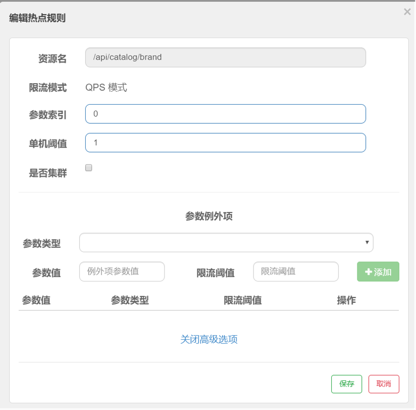 编辑热点规则
×
资源名 /api/catalog/brand
限流模式 QPS 模式
参数索引 0
单机阈值 1
是否集群
参数例外项
参数类型
参数值 例外项参数值 限流阈值 限流阈值 +添加
参数值 参数类型 限流阈值 操作
关闭高级选项
保存 取消